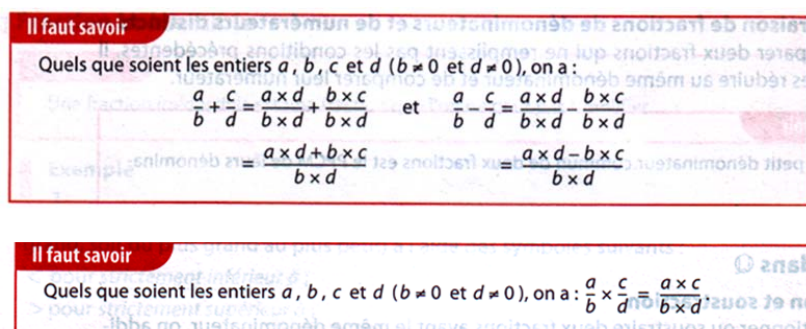 Il faut savoir
Quels que soient les entiers a, b, c et d (b≠0 et d≠0), on a :
a/b + c/d = a×d/b×d + b×c/b×d et a/b - c/d = a×d/b×d - b×c/b×d
= a×d+b×c/b×d = a×d-b×c/b×d
Il faut savoir
Quels que soient les entiers a, b, c et d (b≠0 et d≠0), on a : a/b × c/d = a×c/b×d.